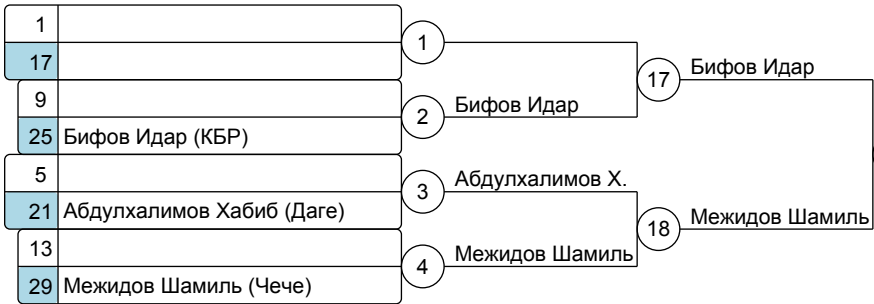 1
17
1
9
25 Бифов Идар (КБР)
2
Бифов Идар
17
Бифов Идар
5
21 Абдулхалимов Хабиб (Даге)
3
Абдулхалимов Х.
13
29 Межидов Шамиль (Чече)
4
Межидов Шамиль
18
Межидов Шамиль